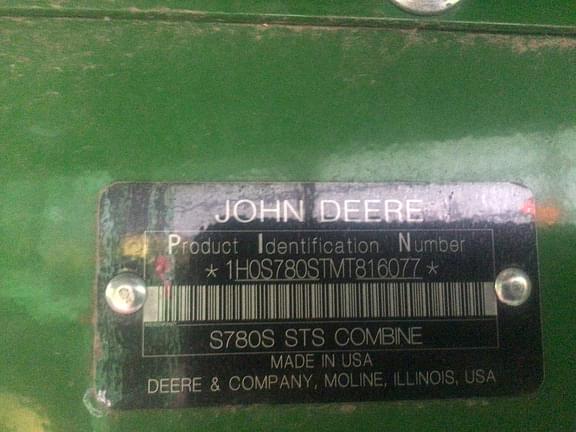 JOHN DEERE
Product Identification Number
*1H0S780STMT816077*
S780S STS COMBINE
MADE IN USA
DEERE & COMPANY, MOLINE, ILLINOIS, USA